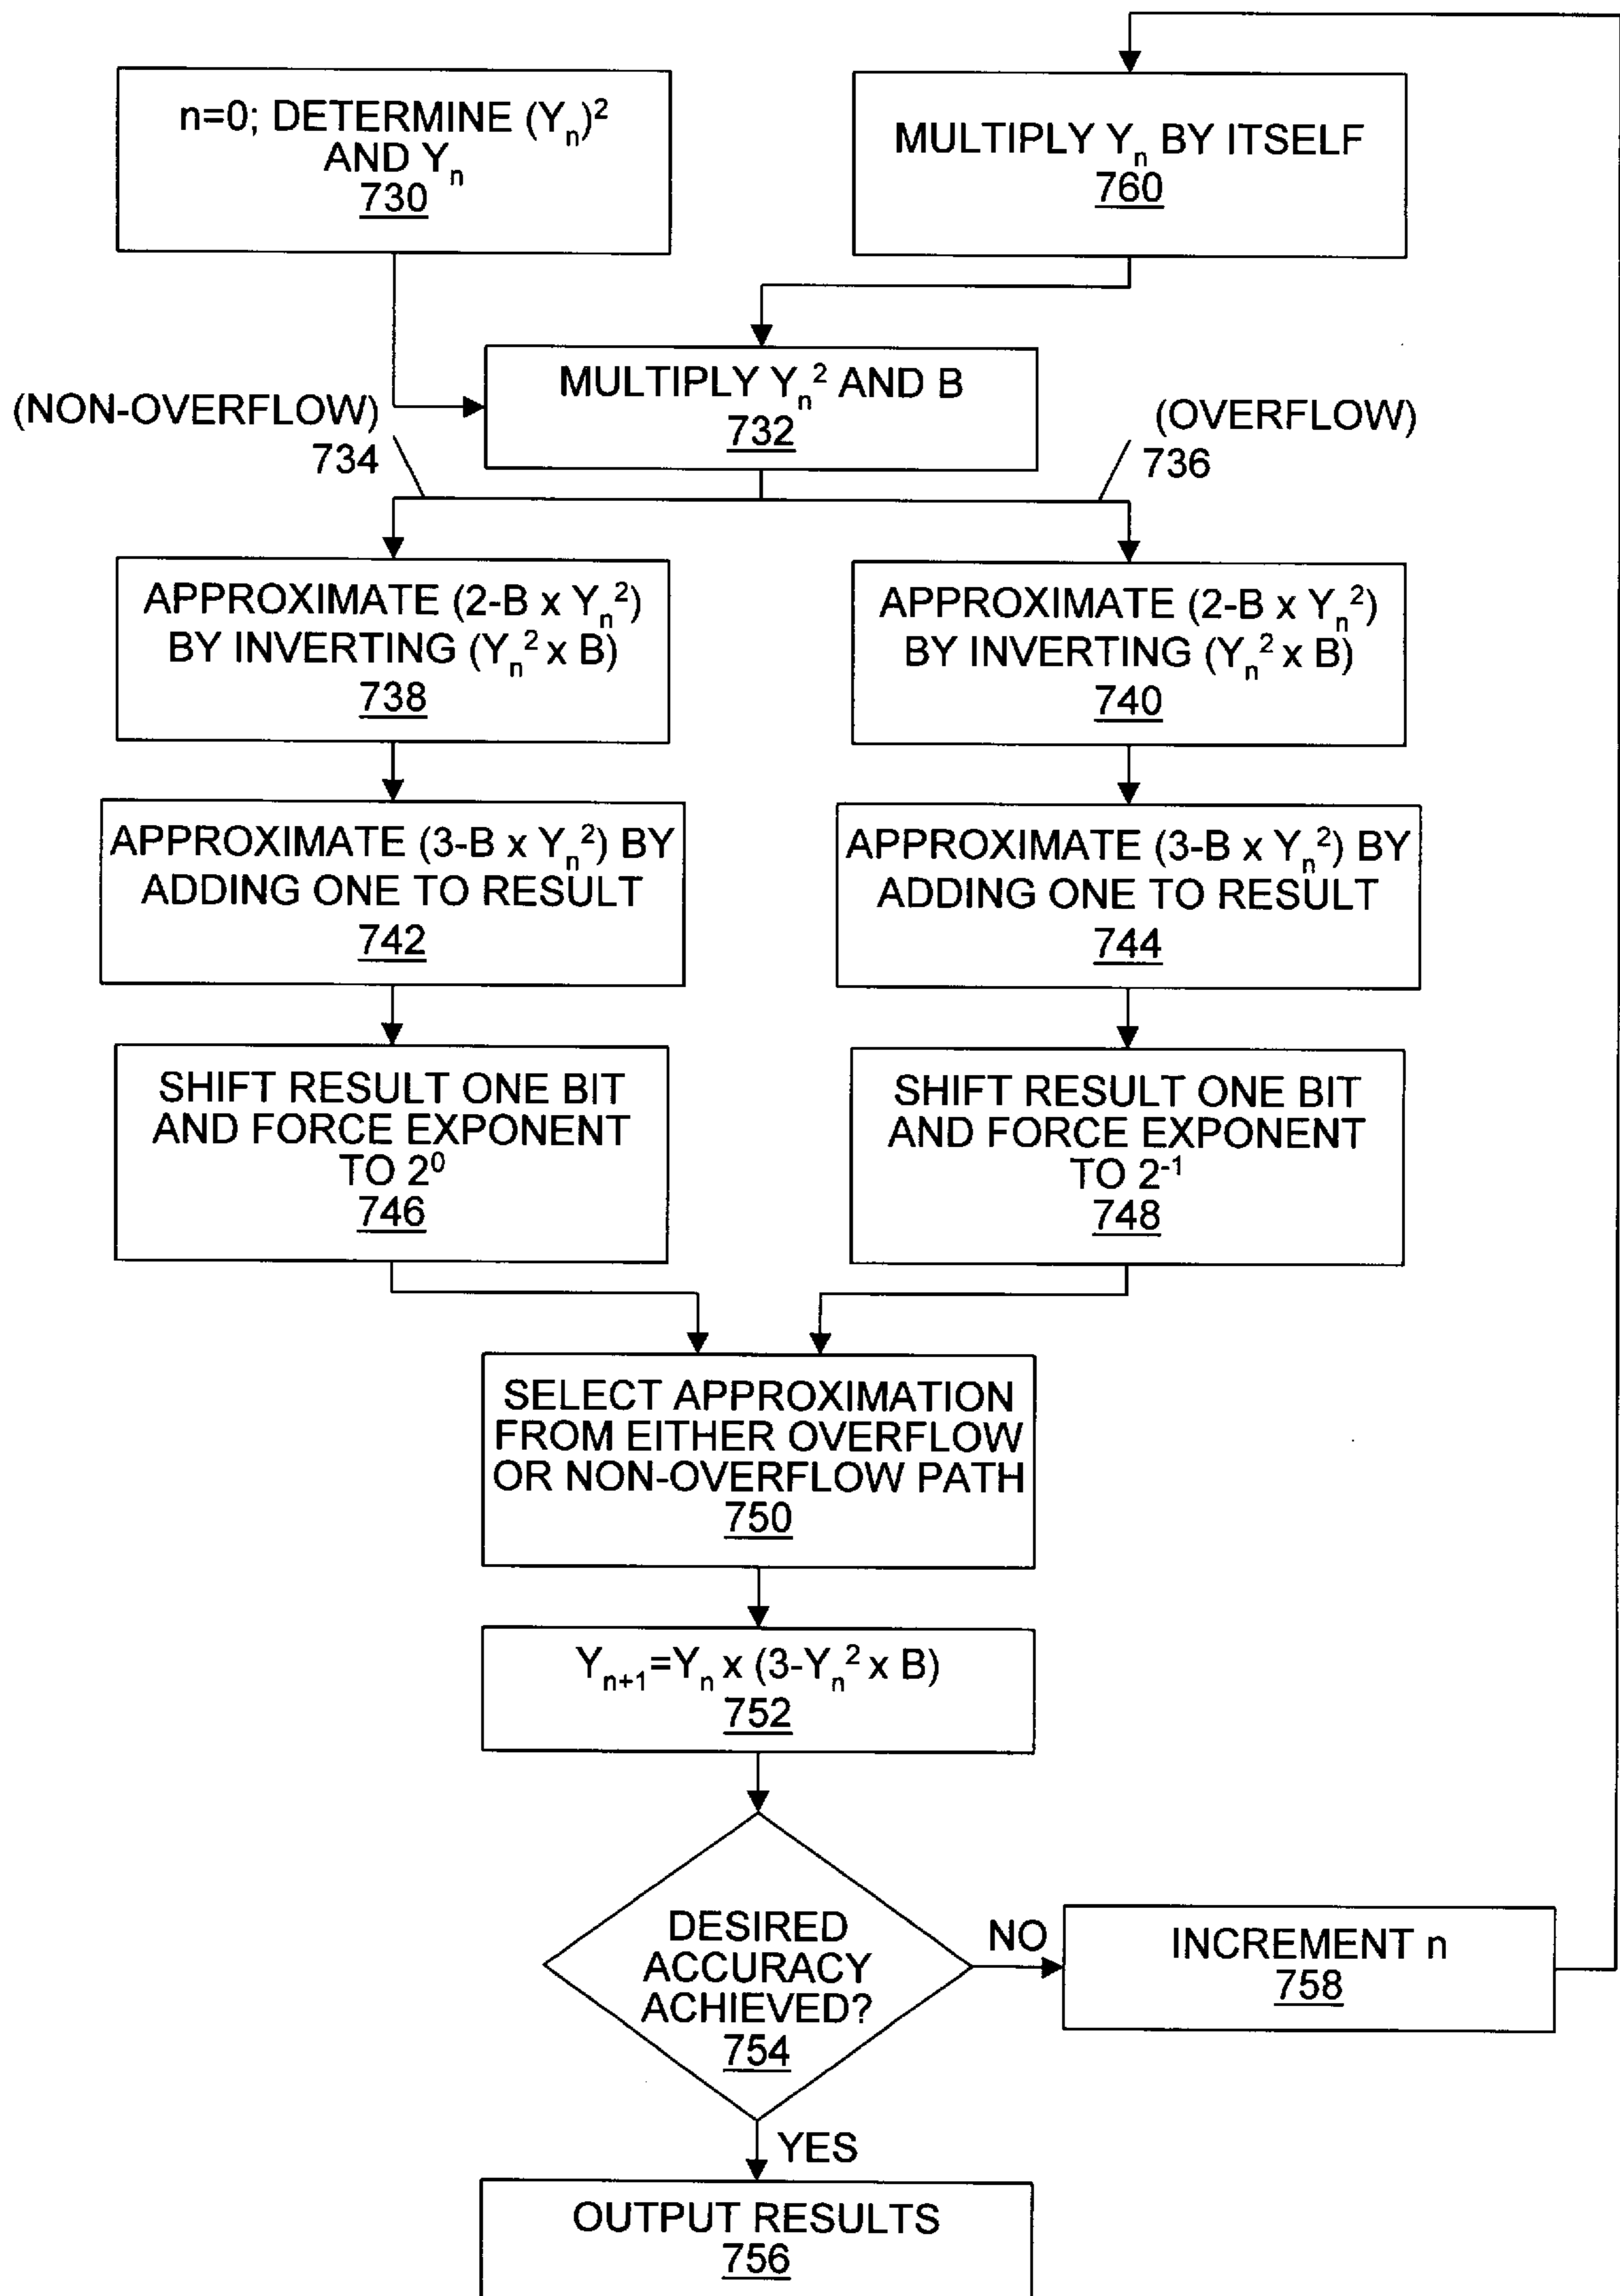 n=0; DETERMINE (Yₙ)²
AND Yₙ
730
MULTIPLY Yₙ BY ITSELF
760
MULTIPLY Yₙ² AND B
732
(NON-OVERFLOW)
734
(OVERFLOW)
736
APPROXIMATE (2-B x Yₙ²)
BY INVERTING (Yₙ² x B)
738
APPROXIMATE (2-B x Yₙ²)
BY INVERTING (Yₙ² x B)
740
APPROXIMATE (3-B x Yₙ²) BY
ADDING ONE TO RESULT
742
APPROXIMATE (3-B x Yₙ²) BY
ADDING ONE TO RESULT
744
SHIFT RESULT ONE BIT
AND FORCE EXPONENT
TO 2⁰
746
SHIFT RESULT ONE BIT
AND FORCE EXPONENT
TO 2⁻¹
748
SELECT APPROXIMATION
FROM EITHER OVERFLOW
OR NON-OVERFLOW PATH
750
Yₙ₊₁=Yₙ x (3-Yₙ² x B)
752
DESIRED
ACCURACY
ACHIEVED?
754
NO
INCREMENT n
758
YES
OUTPUT RESULTS
756